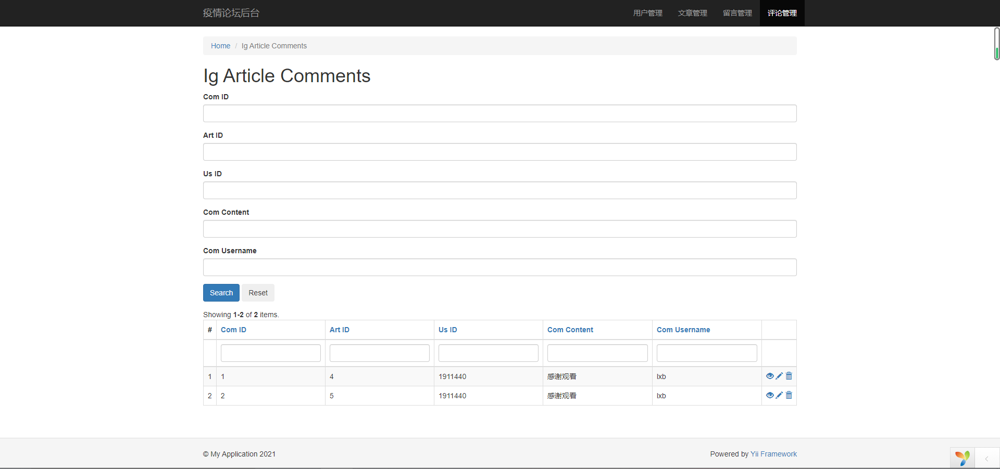 疫情论坛后台 用户管理 文章管理 留言管理 评论管理
Home / Ig Article Comments
Ig Article Comments
Com ID
Art ID
Us ID
Com Content
Com Username
Search Reset
Showing 1-2 of 2 items.
# Com ID Art ID Us ID Com Content Com Username
1 1 4 1911440 感谢观看 lxb
2 2 5 1911440 感谢观看 lxb
© My Application 2021 Powered by Yii Framework